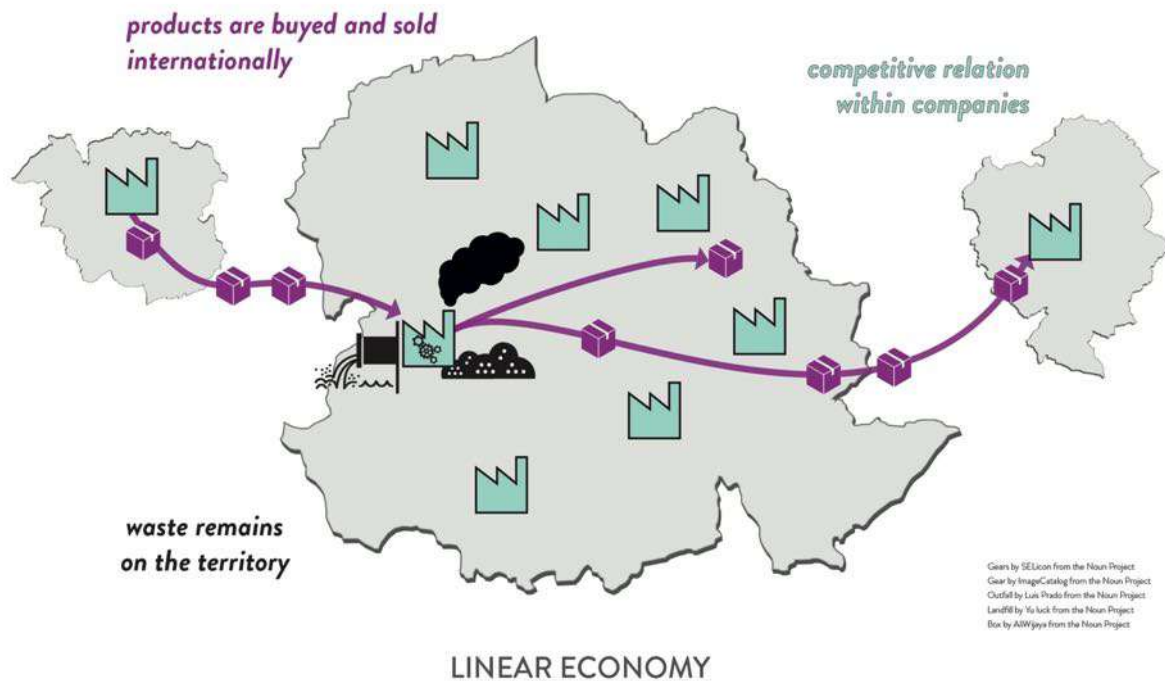 products are buyed and sold
internationally
competitive relation
within companies
waste remains
on the territory
Gears by SELicon from the Noun Project
Gear by ImageCatalog from the Noun Project
Outfall by Luis Prado from the Noun Project
Landfill by Yu luck from the Noun Project
Box by AliWijaya from the Noun Project
LINEAR ECONOMY